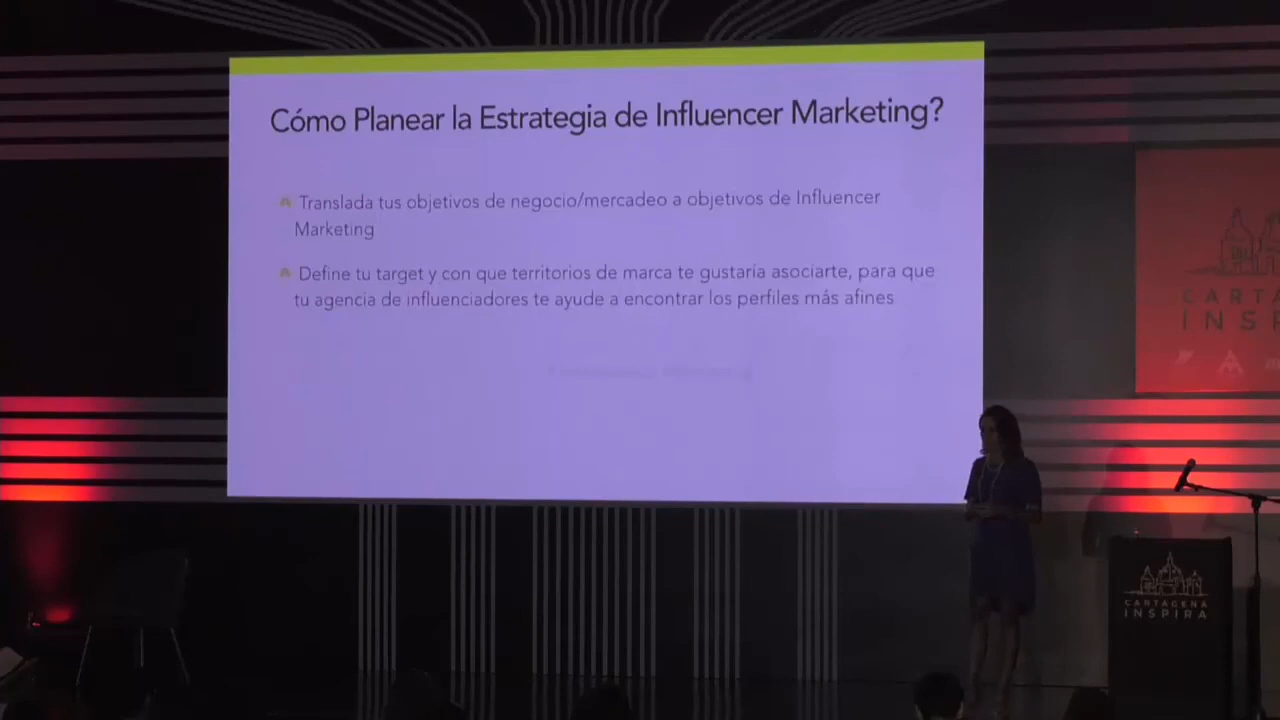 Cómo Planear la Estrategia de Influencer Marketing?
Translada tus objetivos de negocio/mercadeo a objetivos de Influencer
Marketing
Define tu target y con que territorios de marca te gustaría asociarte, para que
tu agencia de influenciadores te ayude a encontrar los perfiles más afines
CARTAGENA
INSPIRA